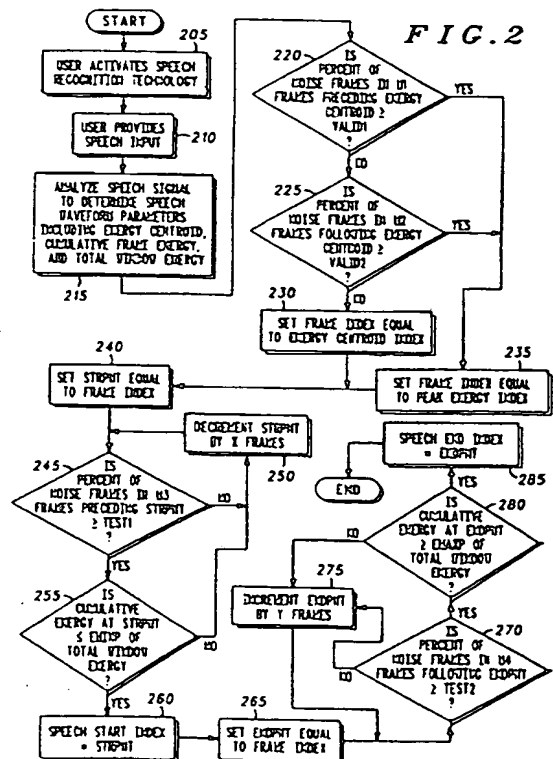 START
FIG.2
205
USER ACTIVATES SPEECH
RECOGNITION TECHNOLOGY
USER PROVIDES
SPEECH INPUT
210
ANALYZE SPEECH SIGNAL
TO DETERMINE SPEECH
WAVEFORM PARAMETERS
INCLUDING ENERGY CENTROID,
CUMULATIVE FRAME ENERGY,
AND TOTAL WINDOW ENERGY
215
220
IS
PERCENT OF
NOISE FRAMES IN N1
FRAMES PRECEDING ENERGY
CENTROID ≥
VALID1
?
YES
NO
225
IS
PERCENT OF
NOISE FRAMES IN N2
FRAMES FOLLOWING ENERGY
CENTROID ≥
VALID2
?
YES
NO
230
SET FRAME INDEX EQUAL
TO ENERGY CENTROID INDEX
235
SET FRAME INDEX EQUAL
TO PEAK ENERGY INDEX
240
SET STRPNT EQUAL
TO FRAME INDEX
DECREMENT STRPNT
BY X FRAMES
250
245
IS
PERCENT OF
NOISE FRAMES IN N3
FRAMES PRECEDING STRPNT
≥ TEST1
?
NO
YES
255
IS
CUMULATIVE
ENERGY AT STRPNT
≤ EMINP OF
TOTAL WINDOW
ENERGY
?
NO
YES
260
SPEECH START INDEX
= STRPNT
265
SET ENDPNT EQUAL
TO FRAME INDEX
270
IS
PERCENT OF
NOISE FRAMES IN N4
FRAMES FOLLOWING ENDPNT
≥ TEST2
?
NO
YES
275
INCREMENT ENDPNT
BY Y FRAMES
280
IS
CUMULATIVE
ENERGY AT ENDPNT
≥ EMAXP OF
TOTAL WINDOW
ENERGY
?
NO
YES
SPEECH END INDEX
= ENDPNT
285
END